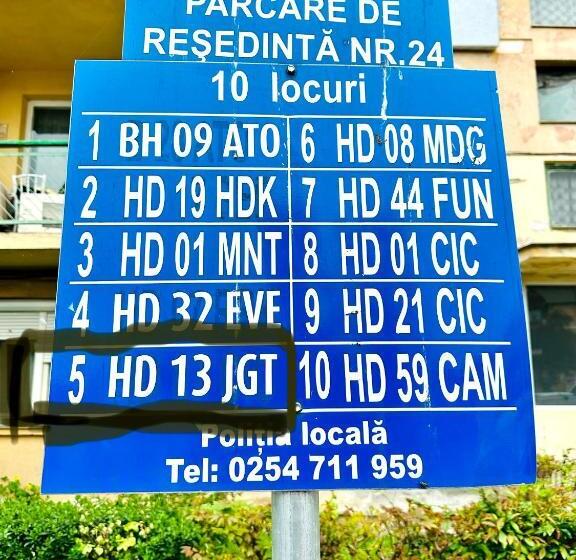 PARCARE DE
REŞEDINTĂ NR.24
10 locuri
1 BH 09 ATO 6 HD 08 MDG
2 HD 19 HDK 7 HD 44 FUN
3 HD 01 MNT 8 HD 01 CIC
4 HD 32 EVE 9 HD 21 CIC
5 HD 13 JGT 10 HD 59 CAM
Poliția locală
Tel: 0254 711 959